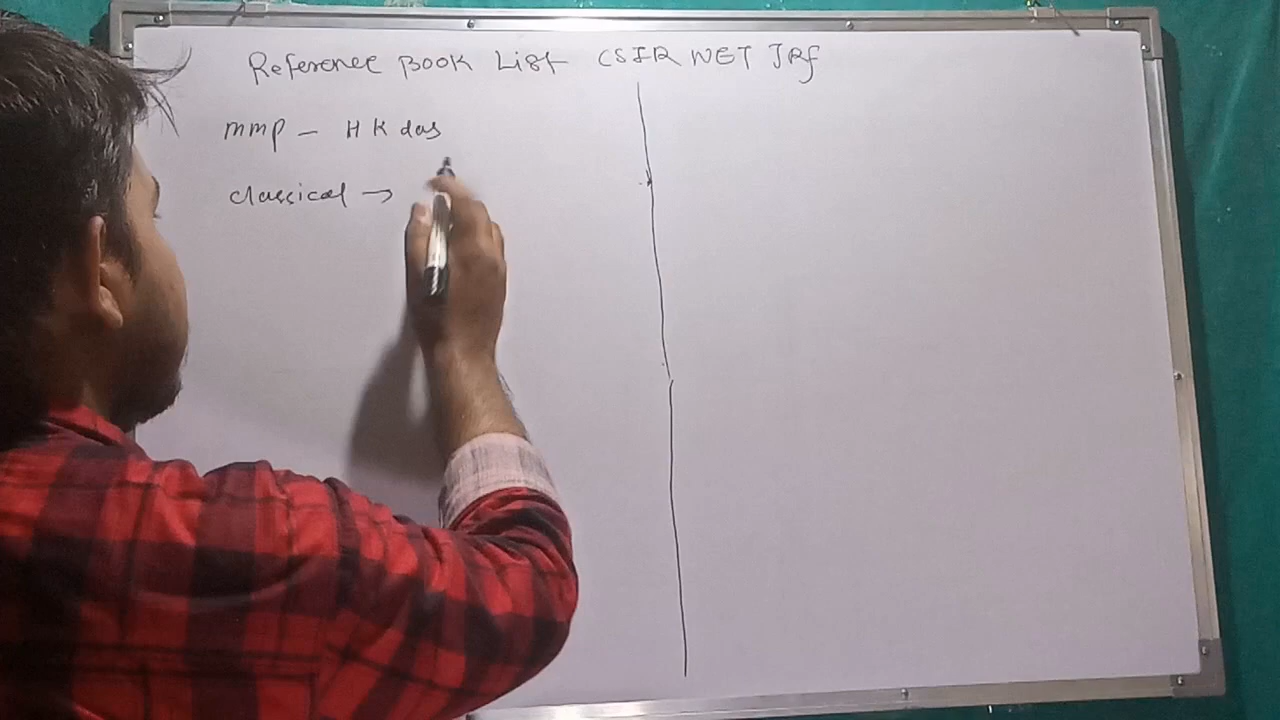 Reference Book List CSIR NET JRf
mmp - H K das
classical →